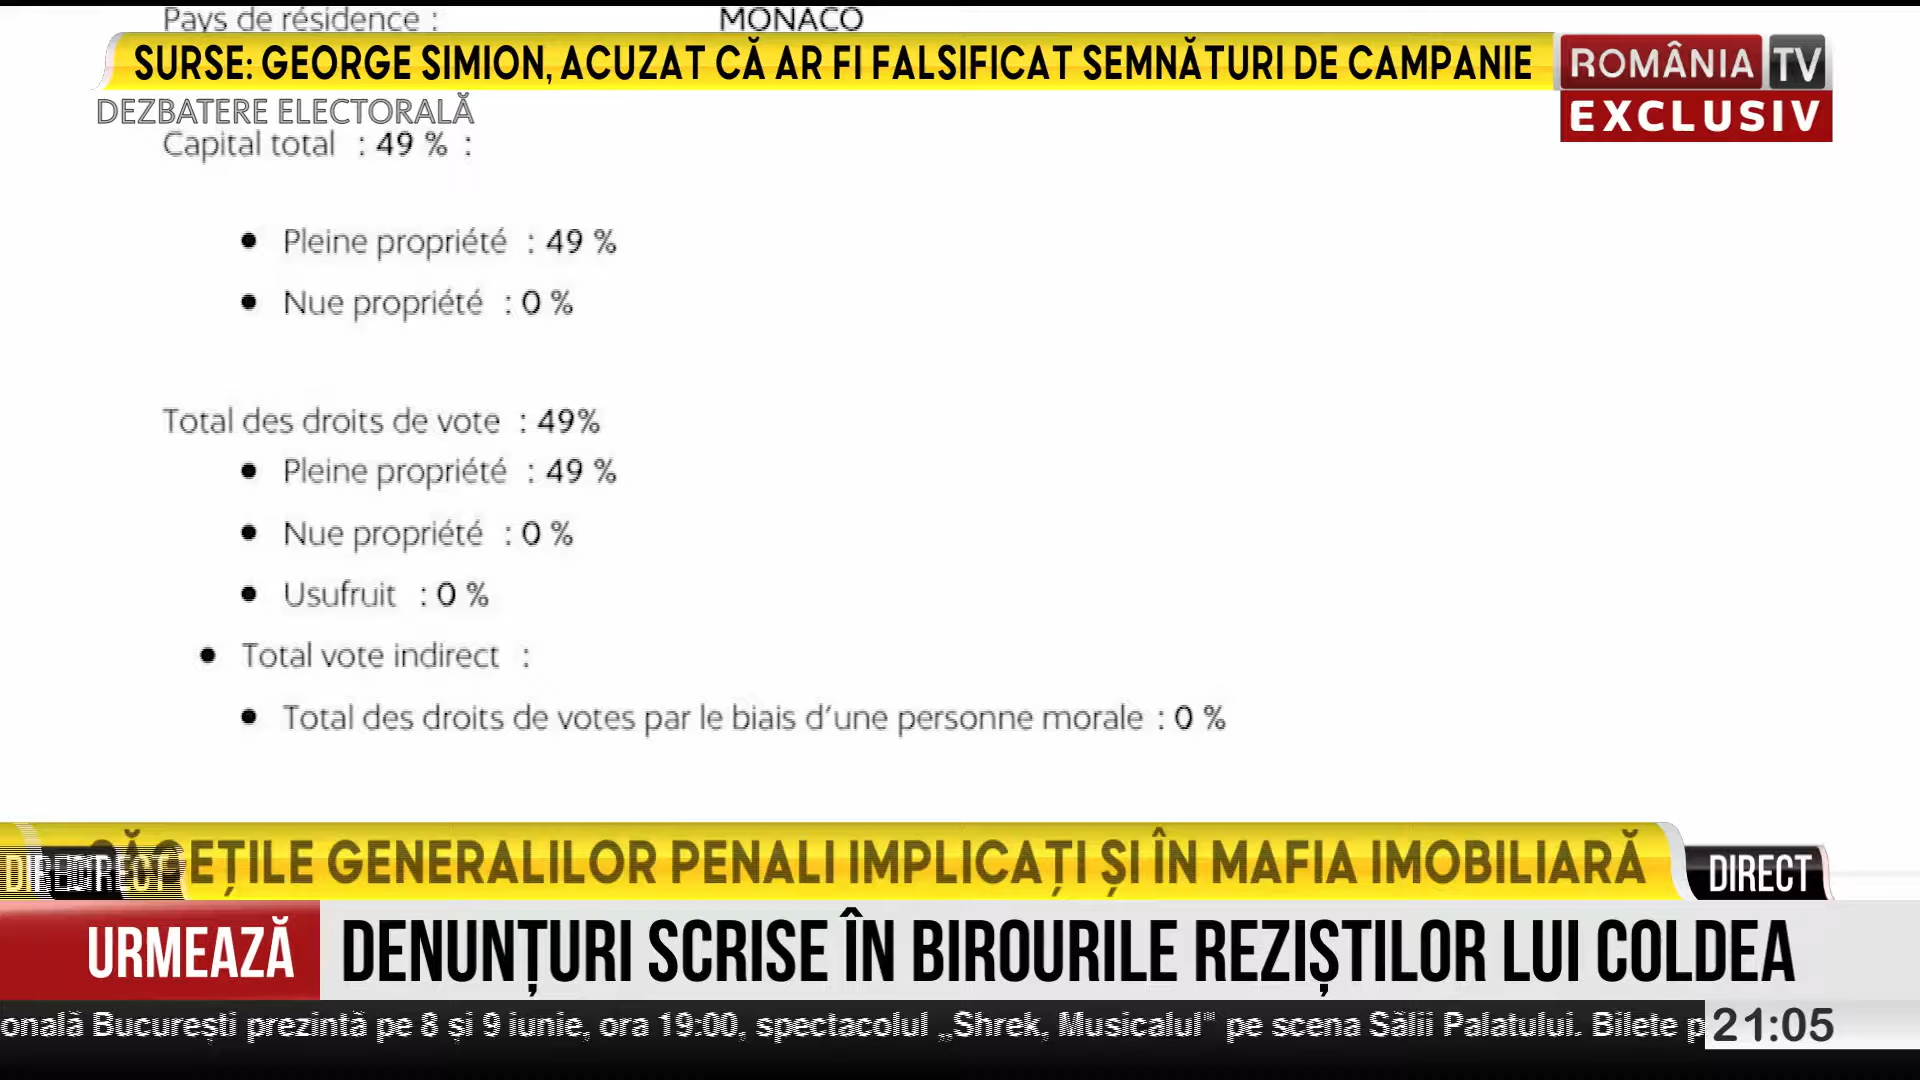 Pays de résidence : MONACO
SURSE: GEORGE SIMION, ACUZAT CĂ AR FI FALSIFICAT SEMNĂTURI DE CAMPANIE
ROMÂNIA TV
EXCLUSIV
DEZBATERE ELECTORALĂ
Capital total : 49 % :
• Pleine propriété : 49 %
• Nue propriété : 0 %
Total des droits de vote : 49%
• Pleine propriété : 49 %
• Nue propriété : 0 %
• Usufruit : 0 %
• Total vote indirect :
• Total des droits de votes par le biais d’une personne morale : 0 %
GENERALILOR PENALI IMPLICAȚI ȘI ÎN MAFIA IMOBILIARĂ
DIRECT
URMEAZĂ
DENUNȚURI SCRISE ÎN BIROURILE REZIȘTILOR LUI COLDEA
onală București prezintă pe 8 și 9 iunie, ora 19:00, spectacolul „Shrek, Musicalul” pe scena Sălii Palatului. Bilete p
21:05